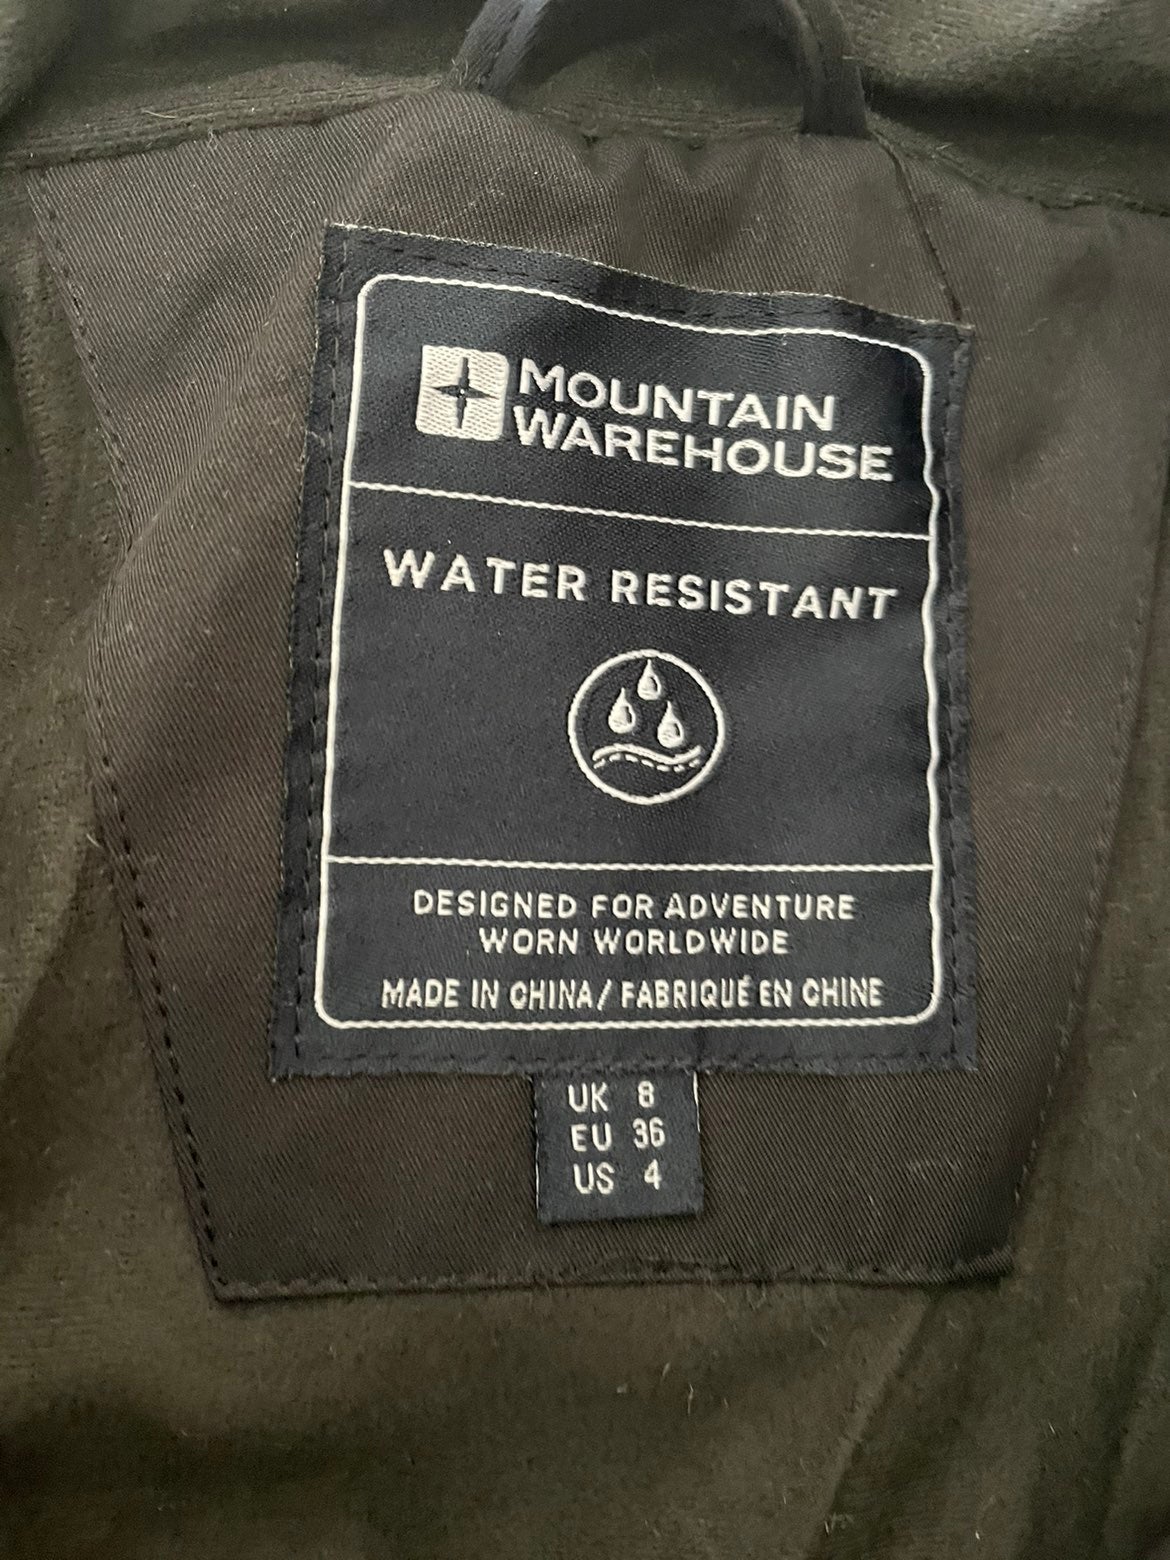 MOUNTAIN
WAREHOUSE
WATER RESISTANT
DESIGNED FOR ADVENTURE
WORN WORLDWIDE
MADE IN CHINA/FABRIQUÉ EN CHINE
UK 8
EU 36
US 4